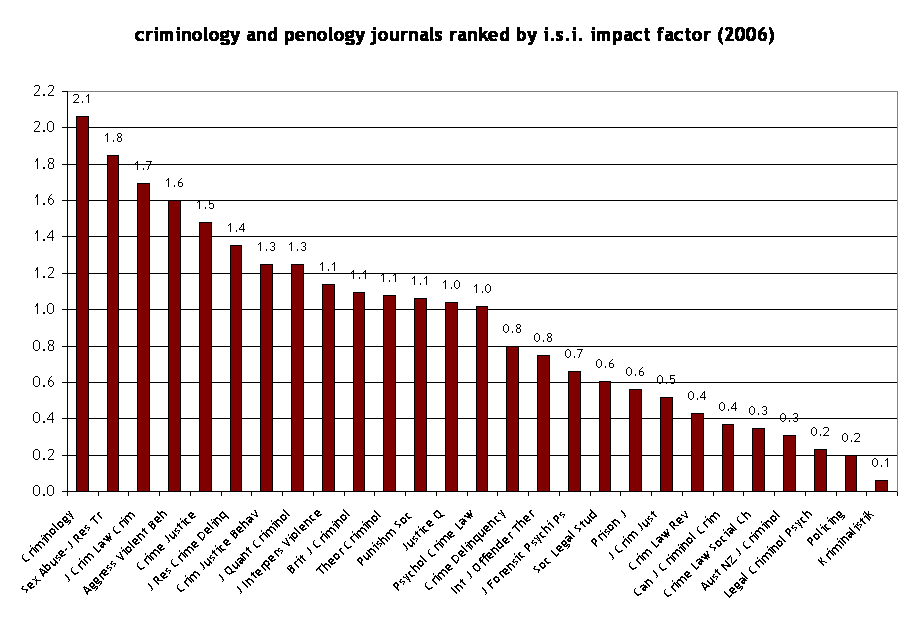 criminology and penology journals ranked by i.s.i. impact factor (2006)
2.2
2.0
1.8
1.6
1.4
1.2
1.0
0.8
0.6
0.4
0.2
0.0
2.1
1.8
1.7
1.6
1.5
1.4
1.3
1.3
1.1
1.1
1.1
1.1
1.0
1.0
0.8
0.8
0.7
0.6
0.6
0.5
0.4
0.4
0.3
0.3
0.2
0.2
0.1
Criminology
Sex Abuse-J Res Tr
J Crim Law Crim
Aggress Violent Beh
Crime Justice
J Res Crime Delinq
Crim Justice Behav
J Quant Criminol
J Interpers Violence
Brit J Criminol
Theor Criminol
Punishm Soc
Justice Q
Psychol Crime Law
Crime Delinquency
Int J Offender Ther
J Forensic Psychi Ps
Soc Legal Stud
Prison J
J Crim Just
Crim Law Rev
Can J Criminol Crim
Crime Law Social Ch
Aust NZ J Criminol
Legal Criminol Psych
Policing
Kriminalistik